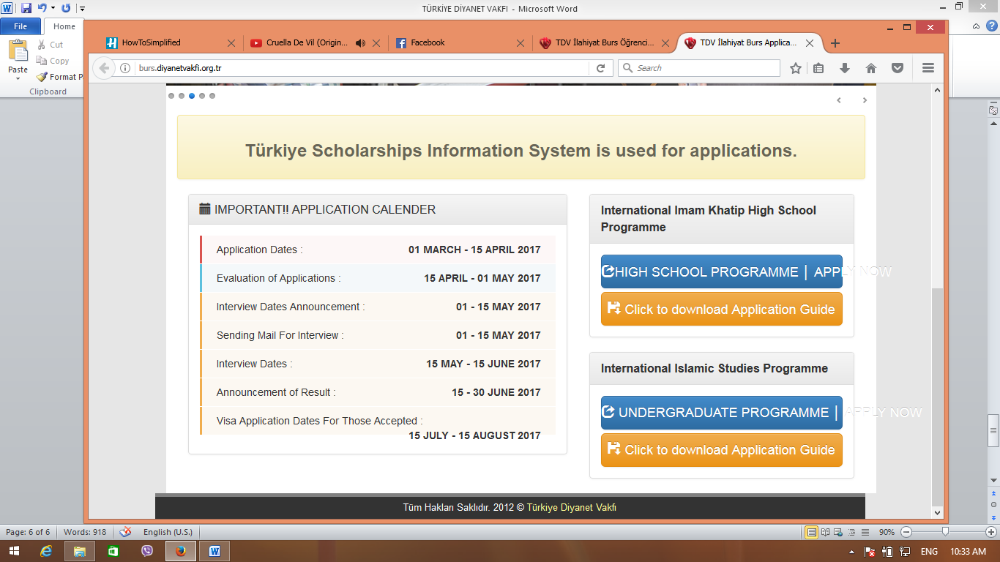 TÜRKİYE DİYANET VAKFI - Microsoft Word
File
Home
Paste
Cut
Copy
Format P
Clipboard
HowToSimplified
Cruella De Vil (Origin...
Facebook
TDV İlahiyat Burs Öğrenci...
TDV İlahiyat Burs Applica...
burs.diyanetvakfi.org.tr
Search
Türkiye Scholarships Information System is used for applications.
IMPORTANT!! APPLICATION CALENDER
Application Dates : 01 MARCH - 15 APRIL 2017
Evaluation of Applications : 15 APRIL - 01 MAY 2017
Interview Dates Announcement : 01 - 15 MAY 2017
Sending Mail For Interview : 01 - 15 MAY 2017
Interview Dates : 15 MAY - 15 JUNE 2017
Announcement of Result : 15 - 30 JUNE 2017
Visa Application Dates For Those Accepted :
15 JULY - 15 AUGUST 2017
International Imam Khatip High School
Programme
HIGH SCHOOL PROGRAMME | APPLY NOW
Click to download Application Guide
International Islamic Studies Programme
UNDERGRADUATE PROGRAMME | APPLY NOW
Click to download Application Guide
Tüm Hakları Saklıdır. 2012 © Türkiye Diyanet Vakfı
Page: 6 of 6
Words: 918
English (U.S.)
90%
ENG
10:33 AM